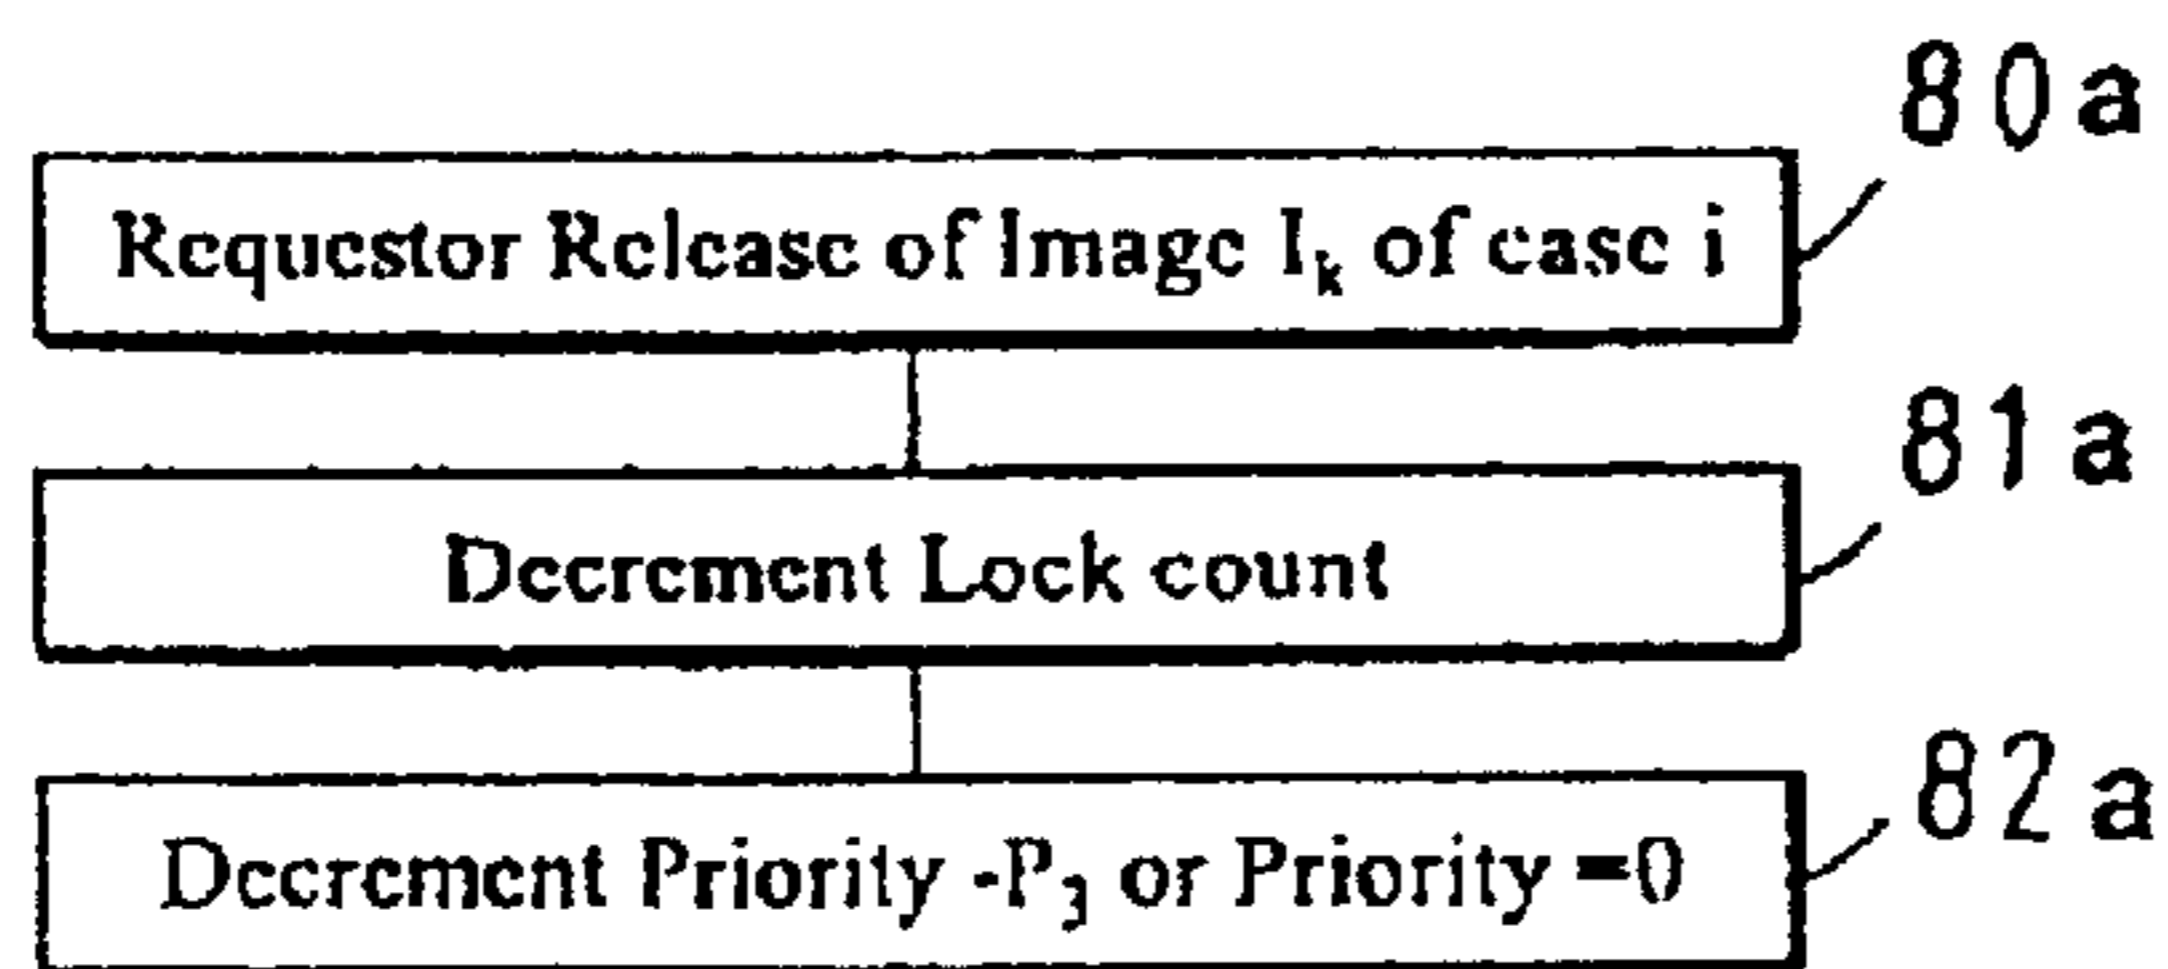 80a
Requestor Release of Image Iₖ of case i
81a
Decrement Lock count
82a
Decrement Priority -P₃ or Priority =0